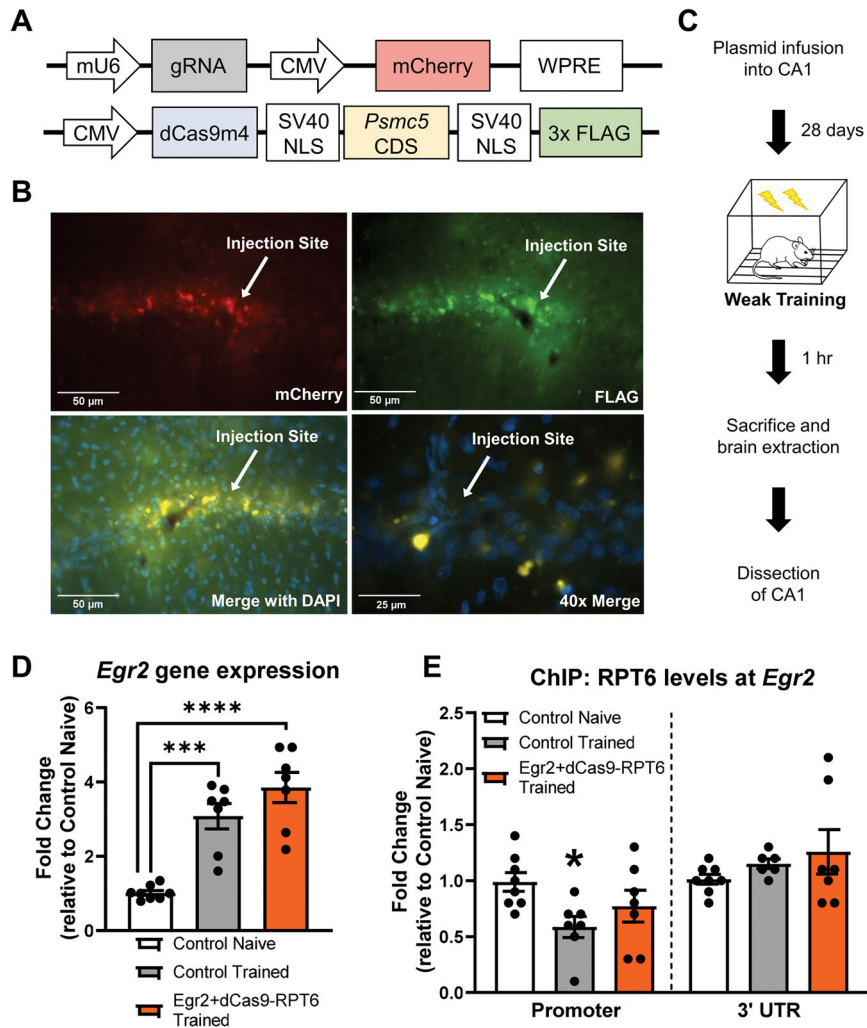 A
mU6
gRNA
CMV
mCherry
WPRE
CMV
dCas9m4
SV40
NLS
Psmc5
CDS
SV40
NLS
3x FLAG
B
Injection Site
50 µm
mCherry
Injection Site
50 µm
FLAG
Injection Site
50 µm
Merge with DAPI
Injection Site
25 µm
40x Merge
C
Plasmid infusion
into CA1
28 days
Weak Training
1 hr
Sacrifice and
brain extraction
Dissection
of CA1
D
Egr2 gene expression
Fold Change
(relative to Control Naive)
6
4
2
0
****
***
Control Naive
Control Trained
Egr2+dCas9-RPT6
Trained
E
ChIP: RPT6 levels at Egr2
Fold Change
(relative to Control Naive)
2.5
2.0
1.5
1.0
0.5
0.0
Control Naive
Control Trained
Egr2+dCas9-RPT6
Trained
*
Promoter
3' UTR